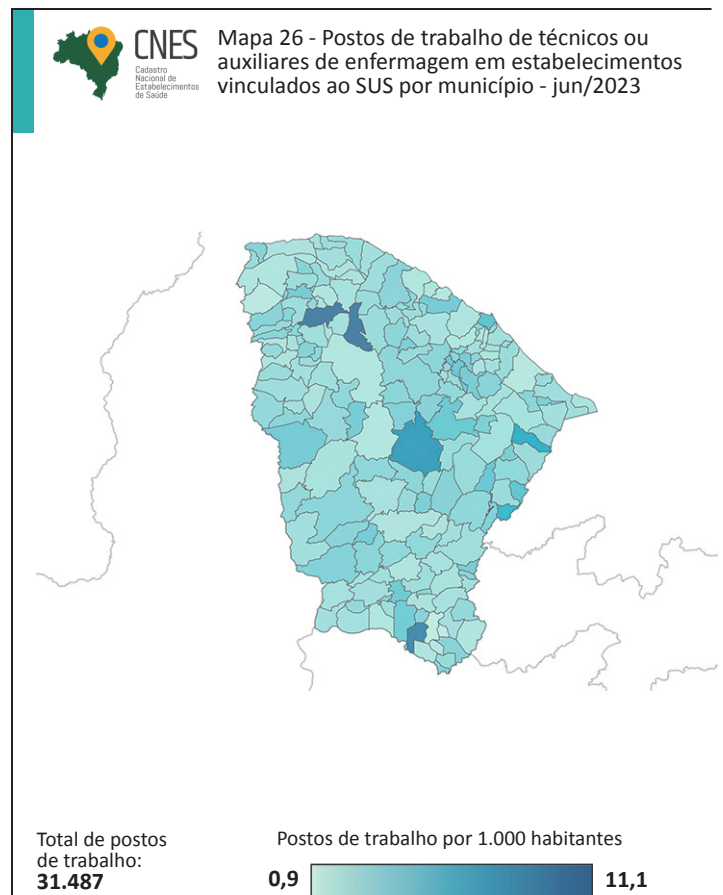 CNES
Cadastro
Nacional de
Estabelecimentos
de Saúde
Mapa 26 - Postos de trabalho de técnicos ou
auxiliares de enfermagem em estabelecimentos
vinculados ao SUS por município - jun/2023
Total de postos
de trabalho:
31.487
Postos de trabalho por 1.000 habitantes
0,9
11,1